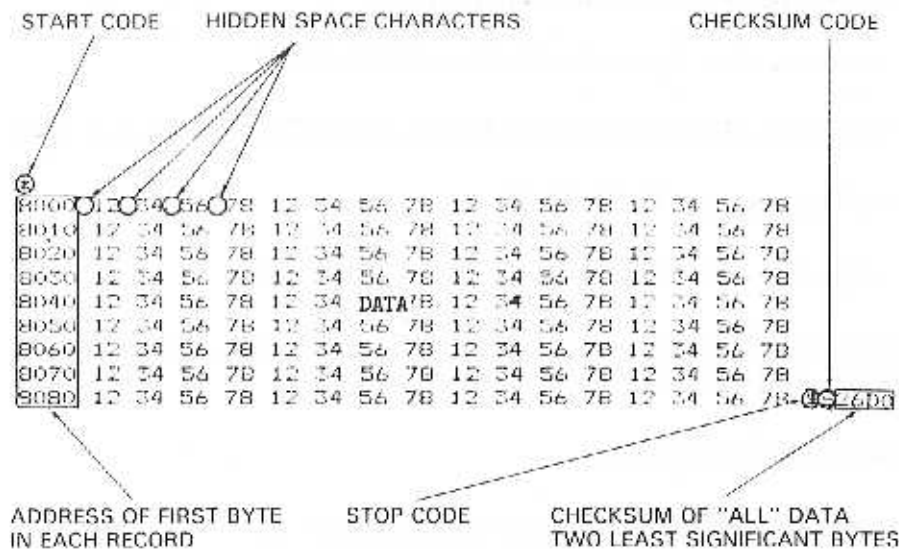 START CODE HIDDEN SPACE CHARACTERS CHECKSUM CODE
8000 12 34 56 78 12 34 56 78 12 34 56 78 12 34 56 78
8010 12 34 56 78 12 34 56 78 12 34 56 78 12 34 56 78
8020 12 34 56 78 12 34 56 78 12 34 56 78 12 34 56 78
8030 12 34 56 78 12 34 56 78 12 34 56 78 12 34 56 78
8040 12 34 56 78 12 34 DATA 78 12 34 56 78 12 34 56 78
8050 12 34 56 78 12 34 56 78 12 34 56 78 12 34 56 78
8060 12 34 56 78 12 34 56 78 12 34 56 78 12 34 56 78
8070 12 34 56 78 12 34 56 78 12 34 56 78 12 34 56 78
8080 12 34 56 78 12 34 56 78 12 34 56 78 12 34 56 78
ADDRESS OF FIRST BYTE
IN EACH RECORD
STOP CODE
CHECKSUM OF "ALL" DATA
TWO LEAST SIGNIFICANT BYTES